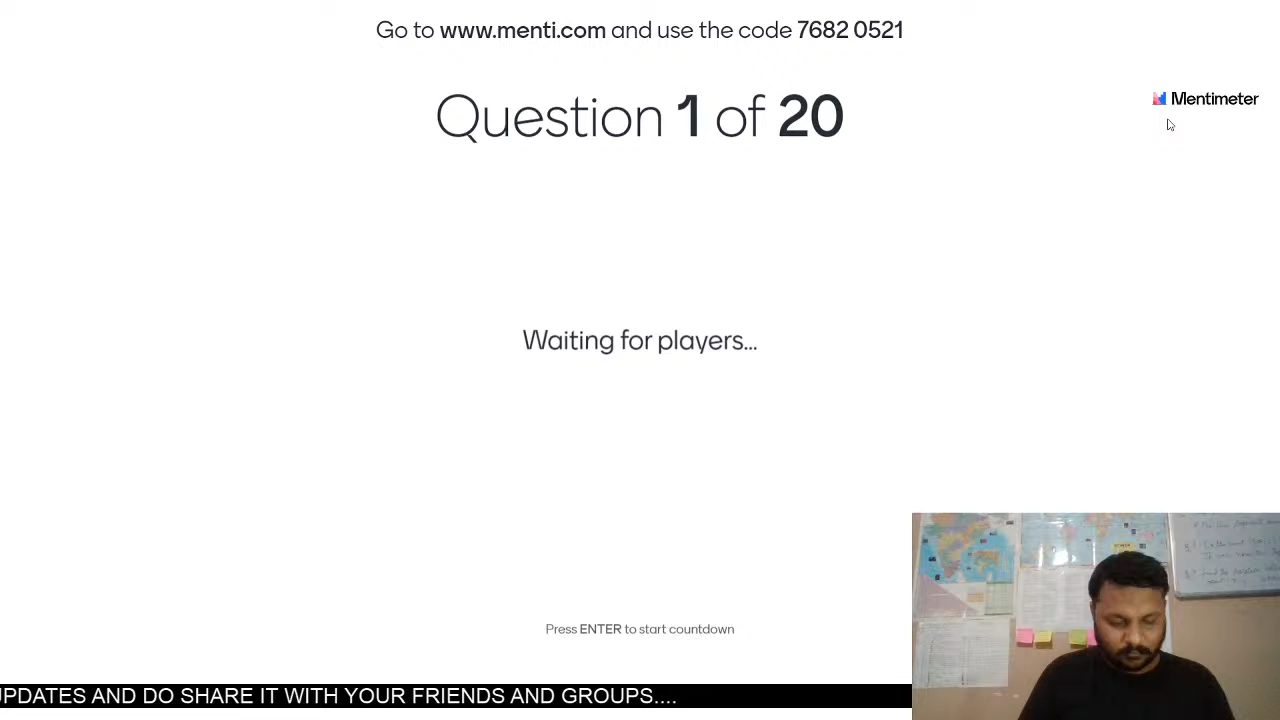 Go to www.menti.com and use the code 7682 0521
Question 1 of 20
Mentimeter
Waiting for players...
Press ENTER to start countdown
UPDATES AND DO SHARE IT WITH YOUR FRIENDS AND GROUPS....